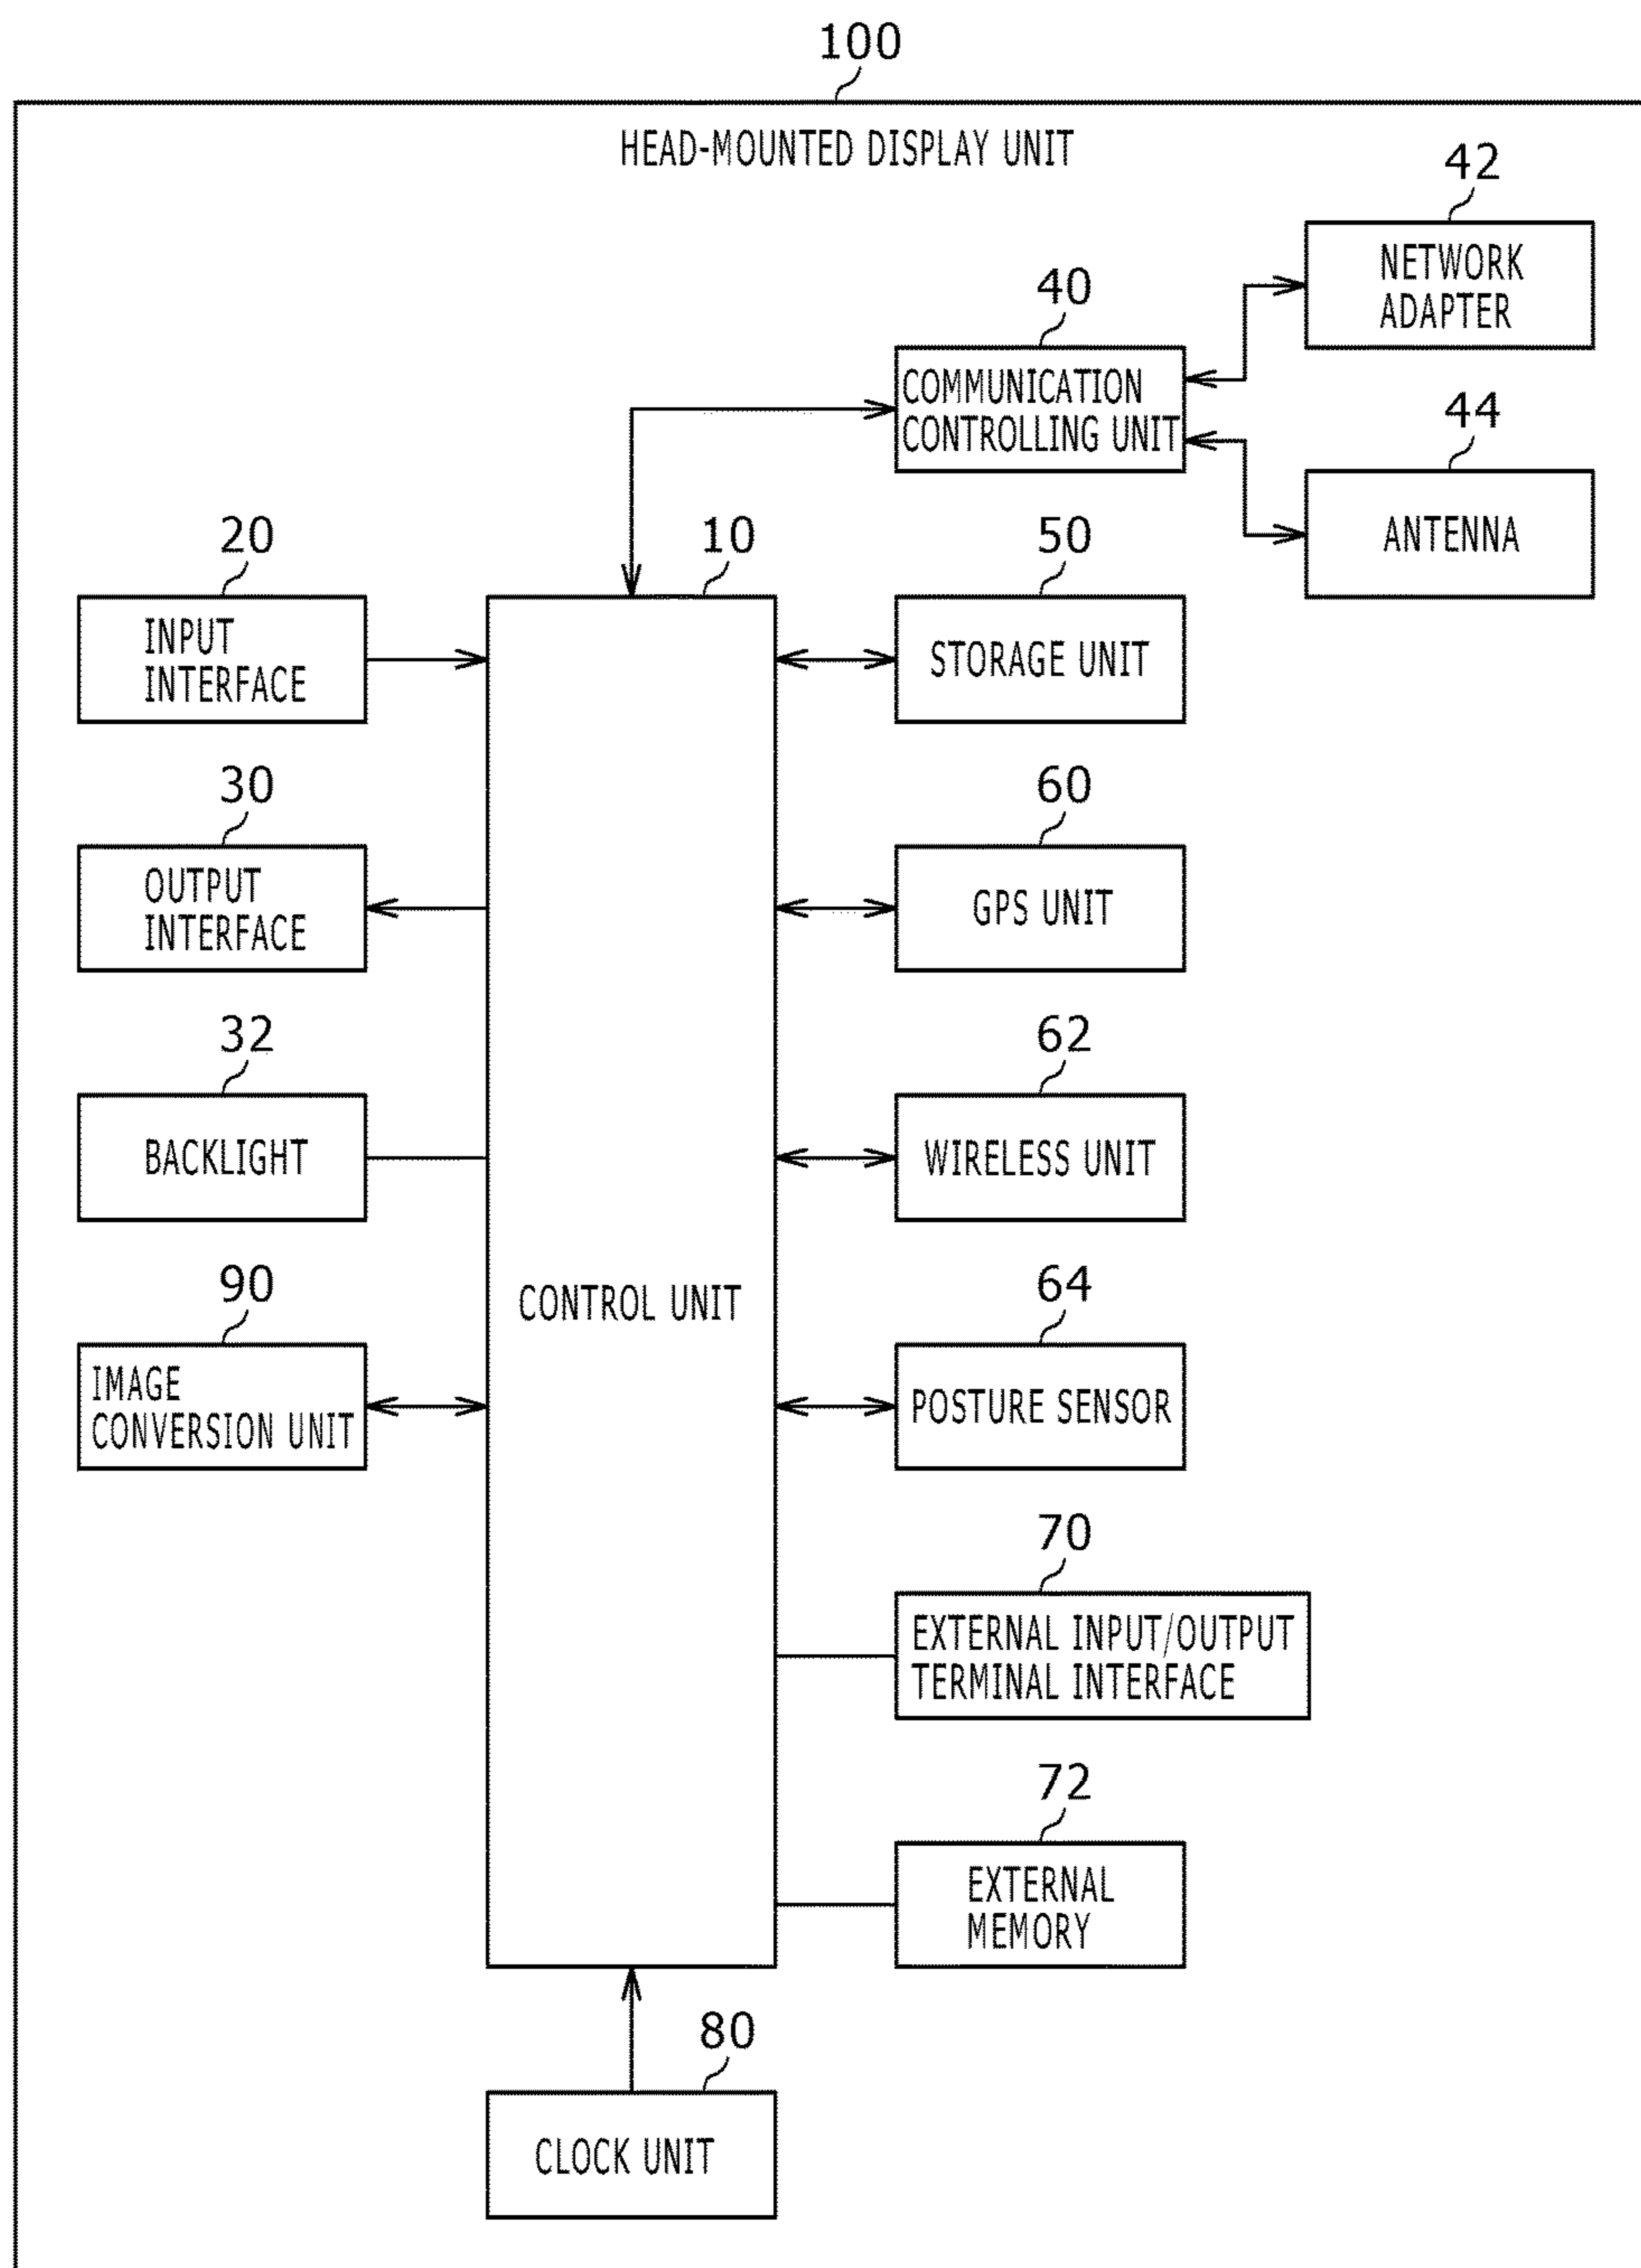 100
HEAD-MOUNTED DISPLAY UNIT
42
NETWORK
ADAPTER
40
COMMUNICATION
CONTROLLING UNIT
44
ANTENNA
20
INPUT
INTERFACE
10
CONTROL UNIT
50
STORAGE UNIT
30
OUTPUT
INTERFACE
60
GPS UNIT
32
BACKLIGHT
62
WIRELESS UNIT
90
IMAGE
CONVERSION UNIT
64
POSTURE SENSOR
70
EXTERNAL INPUT/OUTPUT
TERMINAL INTERFACE
72
EXTERNAL
MEMORY
80
CLOCK UNIT